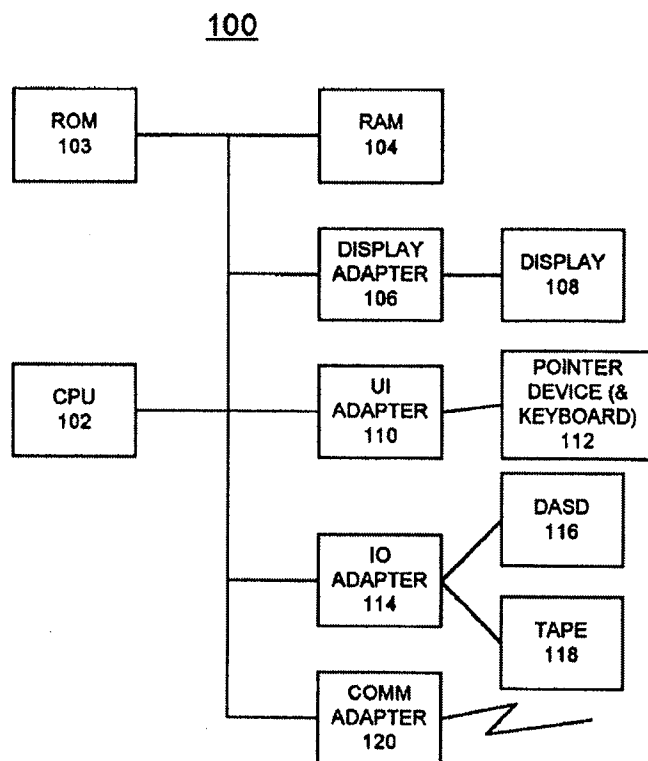 100
ROM
103
RAM
104
DISPLAY
ADAPTER
106
DISPLAY
108
CPU
102
UI
ADAPTER
110
POINTER
DEVICE (&
KEYBOARD)
112
IO
ADAPTER
114
DASD
116
TAPE
118
COMM
ADAPTER
120